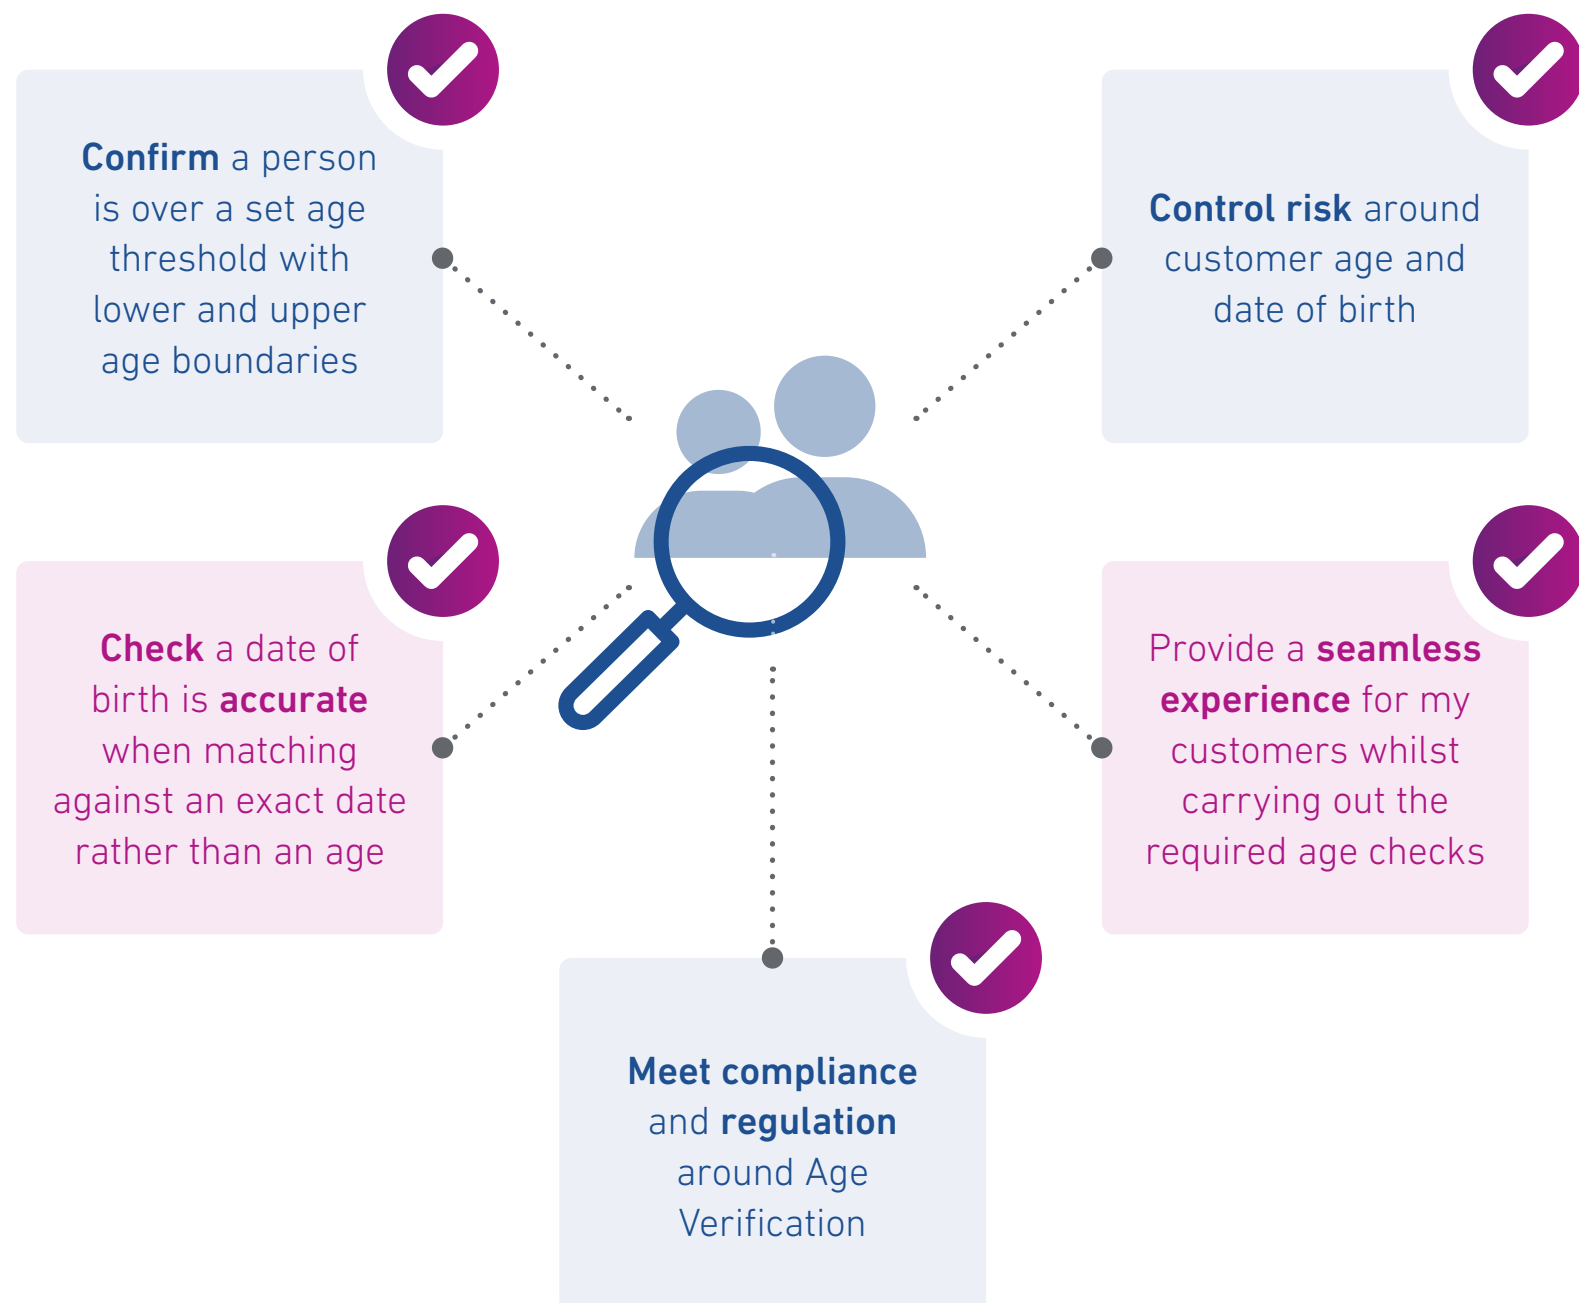 Confirm a person
is over a set age
threshold with
lower and upper
age boundaries
Control risk around
customer age and
date of birth
Check a date of
birth is accurate
when matching
against an exact date
rather than an age
Provide a seamless
experience for my
customers whilst
carrying out the
required age checks
Meet compliance
and regulation
around Age
Verification